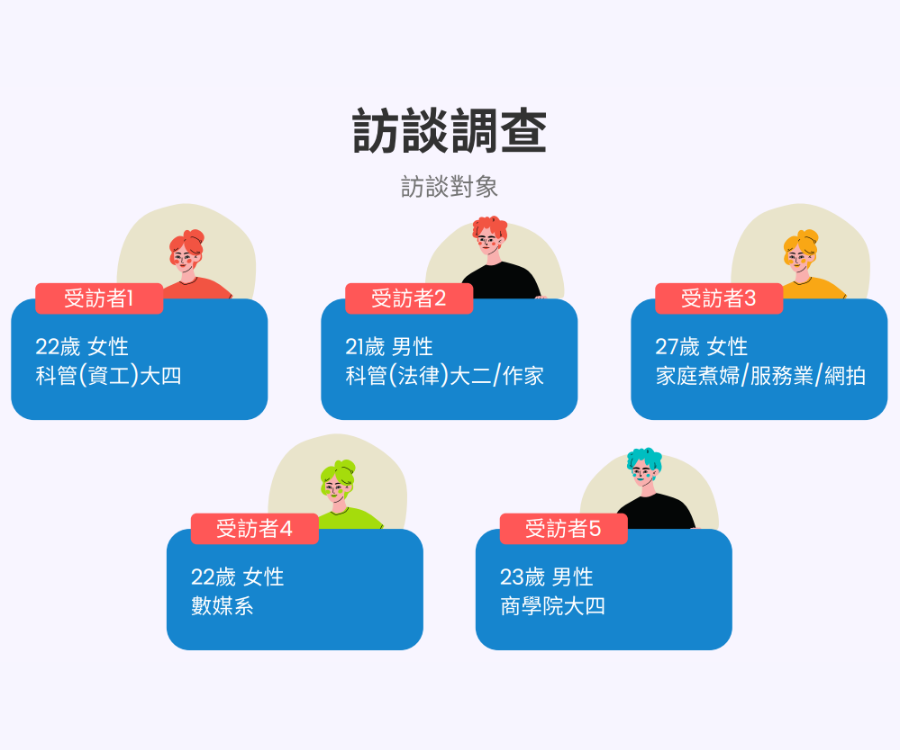 訪談調查
訪談對象
受訪者1
22歲 女性
科管(資工)大四
受訪者2
21歲 男性
科管(法律)大二/作家
受訪者3
27歲 女性
家庭煮婦/服務業/網拍
受訪者4
22歲 女性
數媒系
受訪者5
23歲 男性
商學院大四